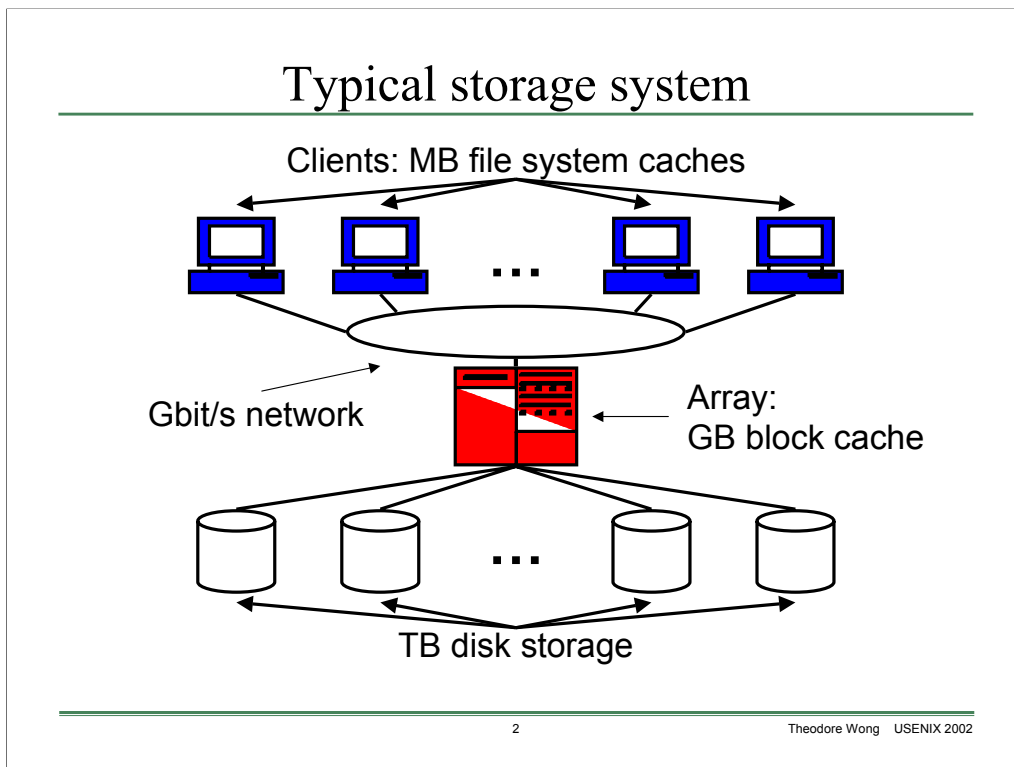 Typical storage system
Clients: MB file system caches
...
Gbit/s network
Array:
GB block cache
...
TB disk storage
2
Theodore Wong USENIX 2002